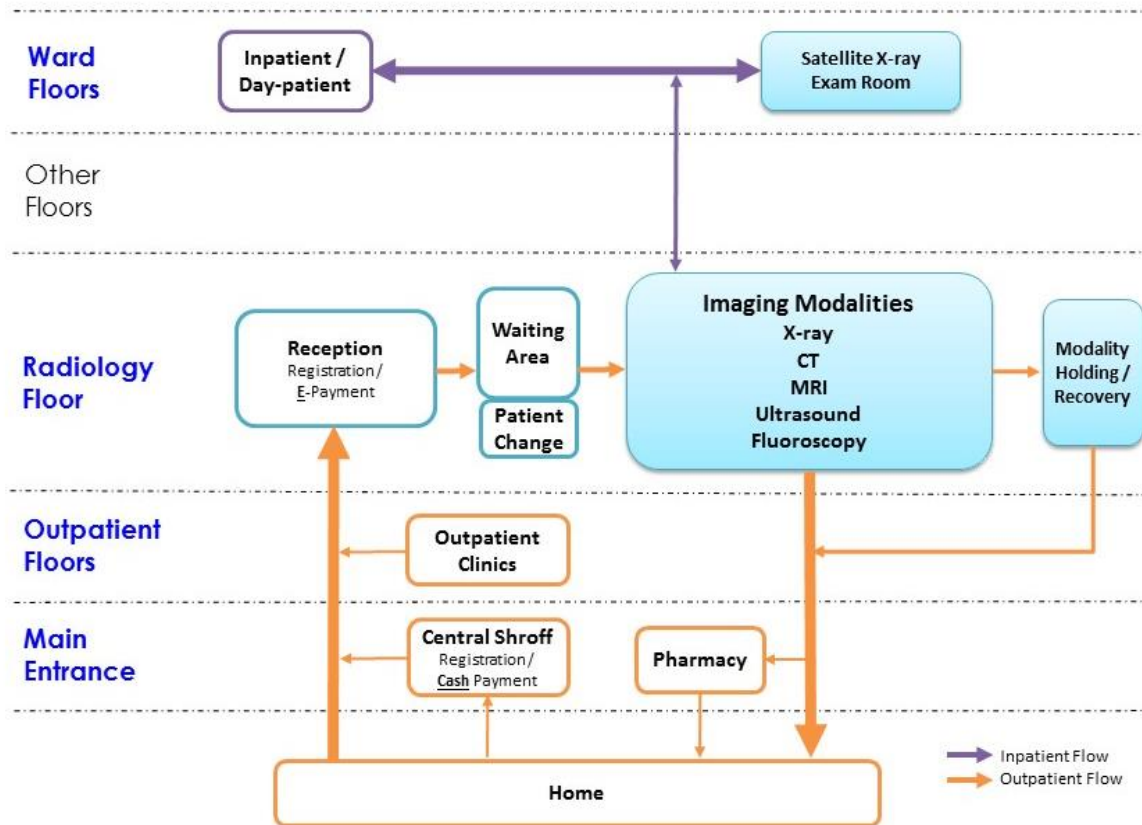 Ward
Floors
Inpatient /
Day-patient
Satellite X-ray
Exam Room
Other
Floors
Radiology
Floor
Reception
Registration /
E-Payment
Waiting
Area
Patient
Change
Imaging Modalities
X-ray
CT
MRI
Ultrasound
Fluoroscopy
Modality
Holding /
Recovery
Outpatient
Floors
Outpatient
Clinics
Main
Entrance
Central Shroff
Registration /
Cash Payment
Pharmacy
Home
Inpatient Flow
Outpatient Flow